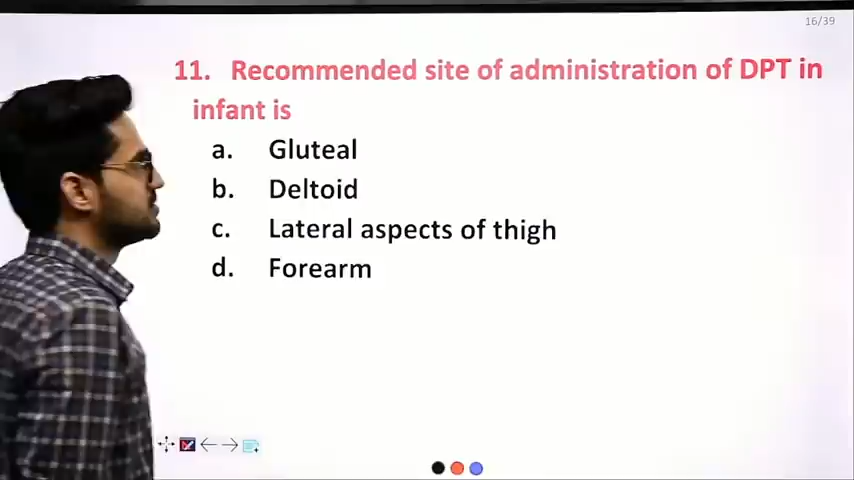 16/39
11. Recommended site of administration of DPT in
infant is
a. Gluteal
b. Deltoid
c. Lateral aspects of thigh
d. Forearm